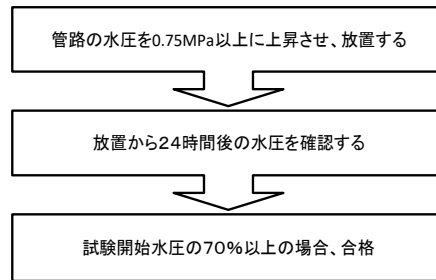 管路の水圧を0.75MPa以上に上昇させ、放置する
放置から２４時間後の水圧を確認する
試験開始水圧の７０％以上の場合、合格